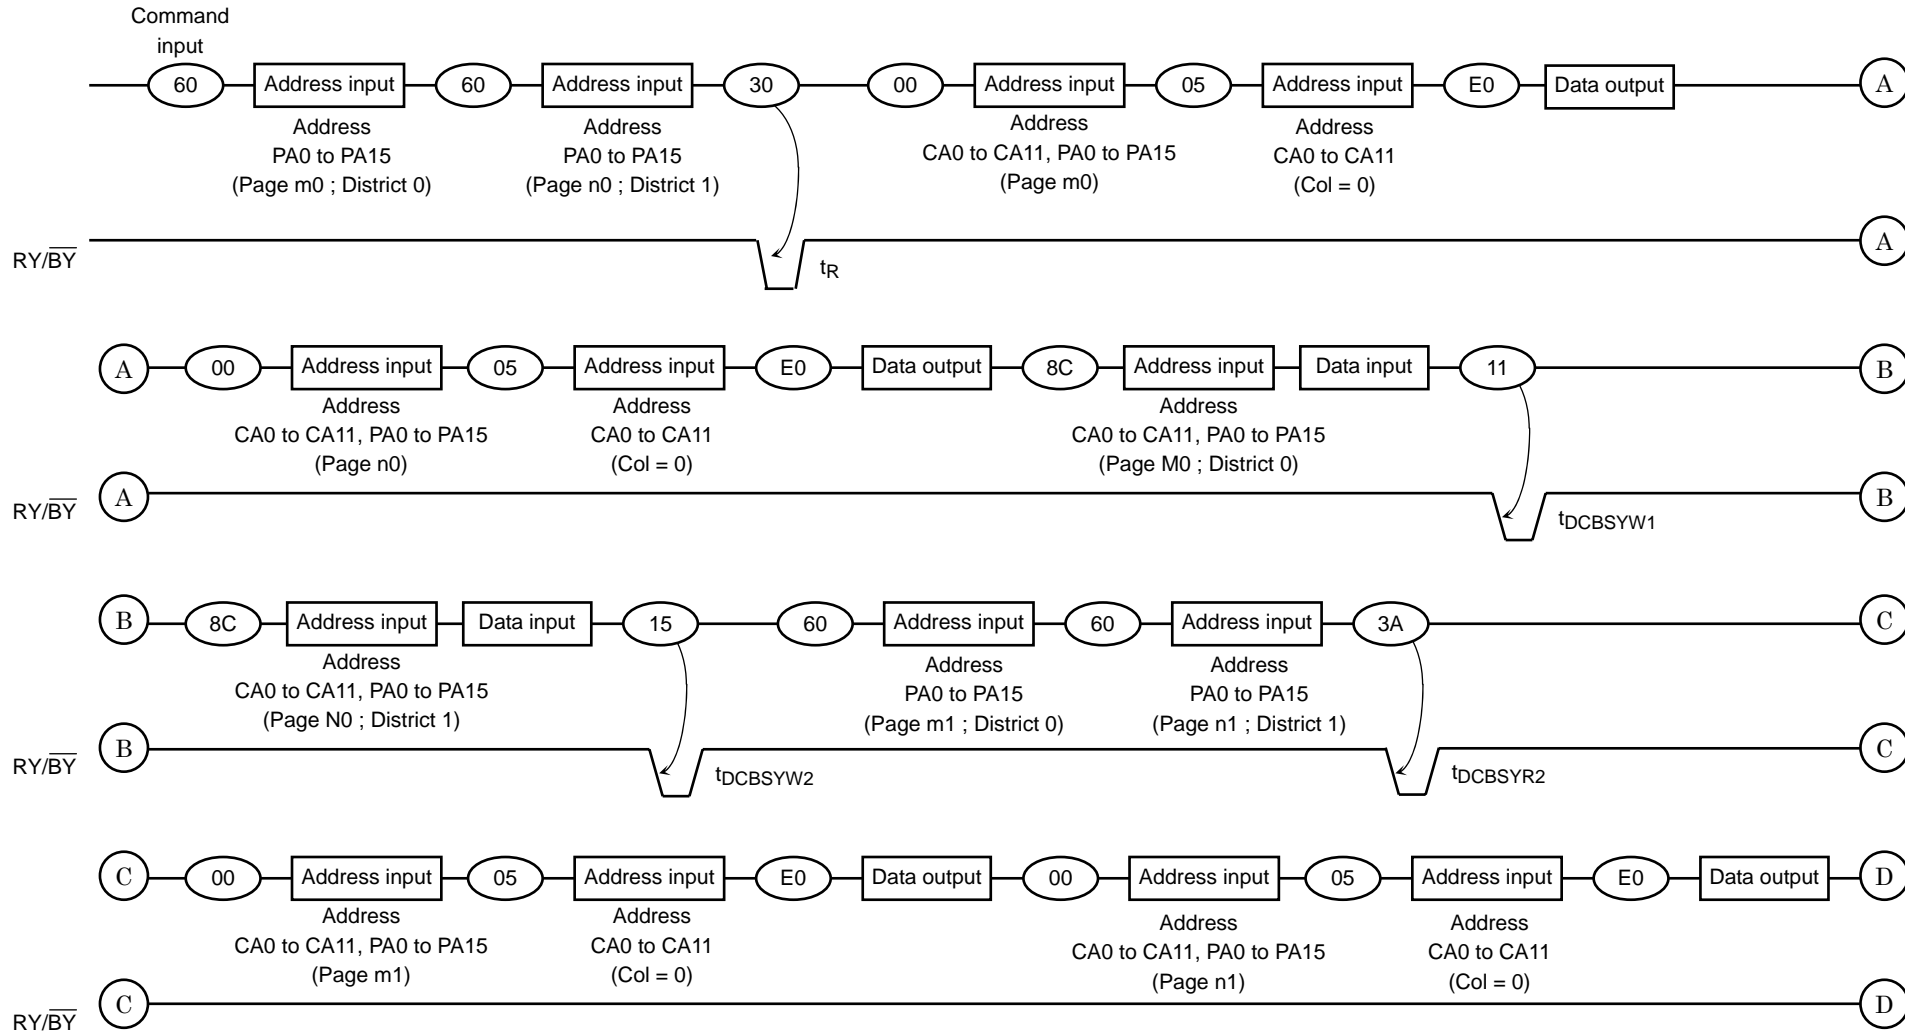 Command
input
60 Address input 60 Address input 30 00 Address input 05 Address input E0 Data output A
Address
PA0 to PA15
(Page m0 ; District 0)
Address
PA0 to PA15
(Page n0 ; District 1)
Address
CA0 to CA11, PA0 to PA15
(Page m0)
Address
CA0 to CA11
(Col = 0)
RY/B̅Y̅ tR A
A 00 Address input 05 Address input E0 Data output 8C Address input Data input 11 B
Address
CA0 to CA11, PA0 to PA15
(Page n0)
Address
CA0 to CA11
(Col = 0)
Address
CA0 to CA11, PA0 to PA15
(Page M0 ; District 0)
RY/B̅Y̅ A tDCBSYW1 B
B 8C Address input Data input 15 60 Address input 60 Address input 3A C
Address
CA0 to CA11, PA0 to PA15
(Page N0 ; District 1)
Address
PA0 to PA15
(Page m1 ; District 0)
Address
PA0 to PA15
(Page n1 ; District 1)
RY/B̅Y̅ B tDCBSYW2 tDCBSYR2 C
C 00 Address input 05 Address input E0 Data output 00 Address input 05 Address input E0 Data output D
Address
CA0 to CA11, PA0 to PA15
(Page m1)
Address
CA0 to CA11
(Col = 0)
Address
CA0 to CA11, PA0 to PA15
(Page n1)
Address
CA0 to CA11
(Col = 0)
RY/B̅Y̅ C D